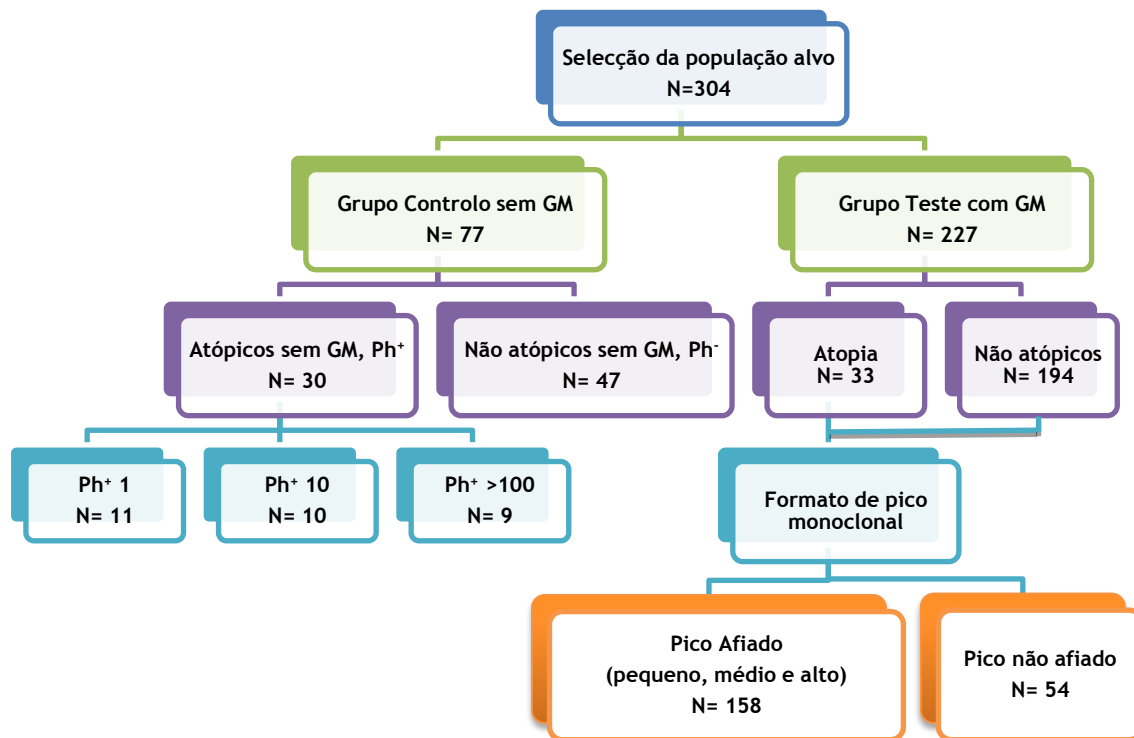 Selecção da população alvo
N=304
Grupo Controlo sem GM
N= 77
Grupo Teste com GM
N= 227
Atópicos sem GM, Ph⁺
N= 30
Não atópicos sem GM, Ph⁻
N= 47
Atopia
N= 33
Não atópicos
N= 194
Ph⁺ 1
N= 11
Ph⁺ 10
N= 10
Ph⁺ >100
N= 9
Formato de pico
monoclonal
Pico Afiado
(pequeno, médio e alto)
N= 158
Pico não afiado
N= 54